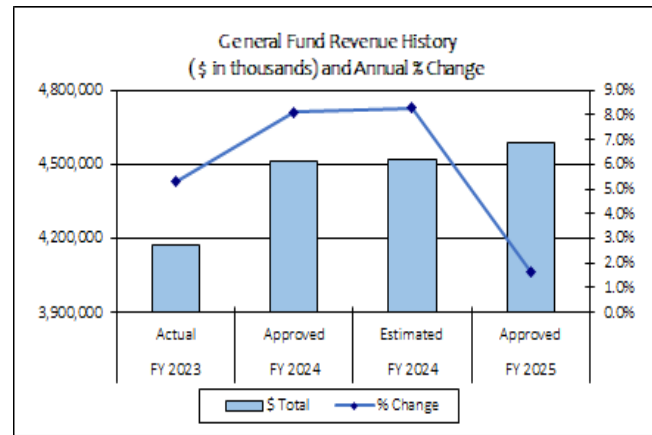 General Fund Revenue History
( $ in thousands) and Annual % Change
4,800,000 9.0%
8.0%
7.0%
4,500,000 6.0%
5.0%
4.0%
4,200,000 3.0%
2.0%
1.0%
3,900,000 0.0%
Actual Approved Estimated Approved
FY 2023 FY 2024 FY 2024 FY 2025
$ Total % Change